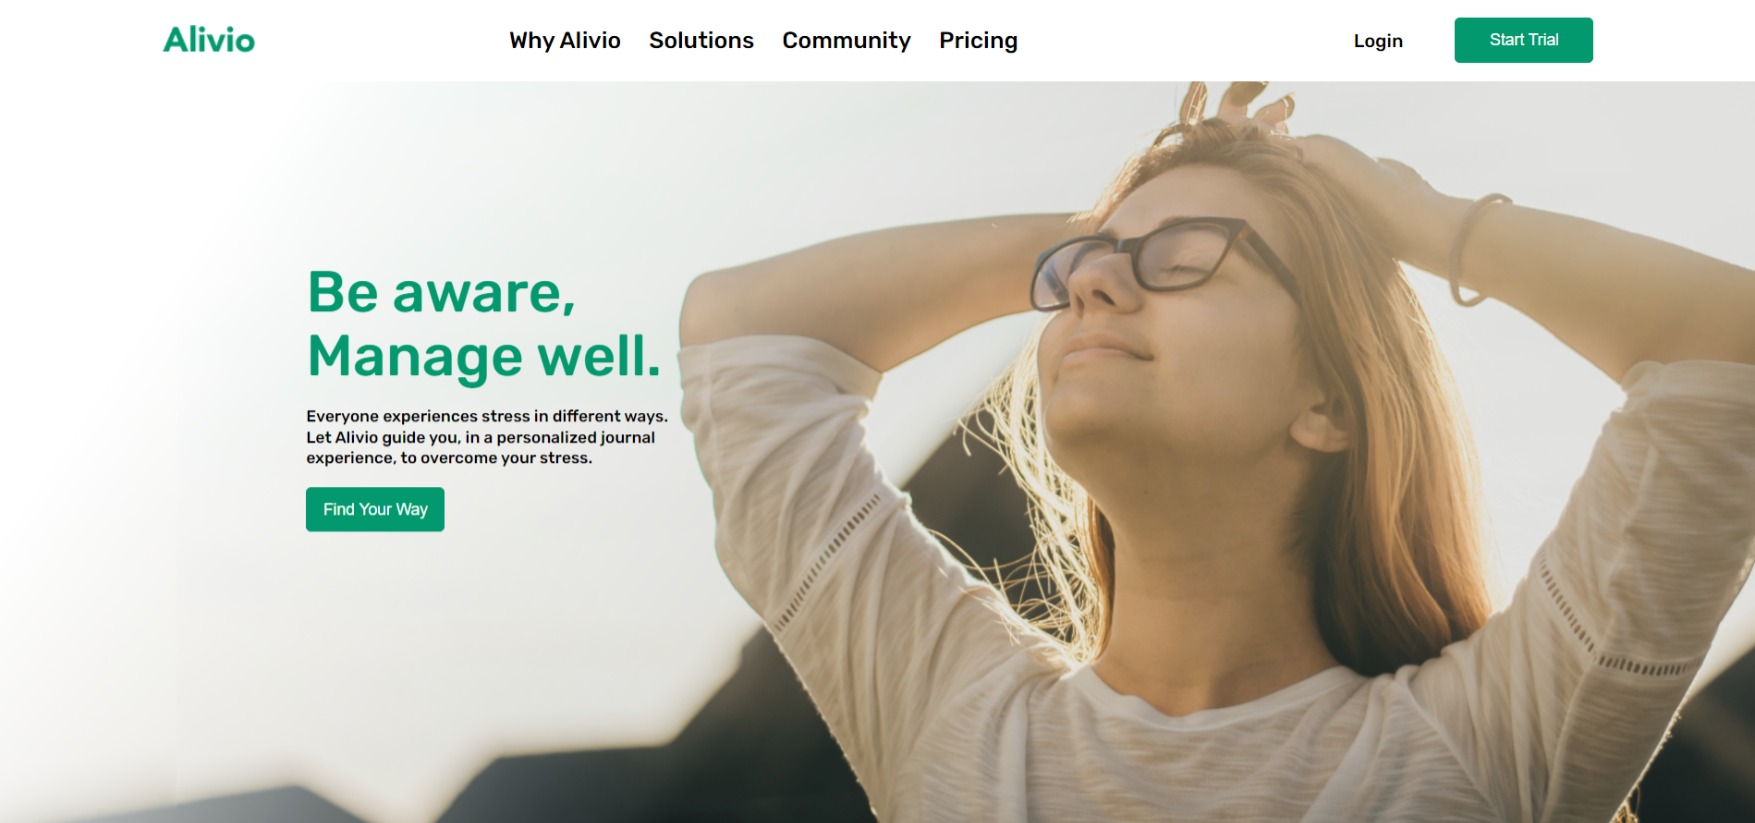 Alivio
Why Alivio
Solutions
Community
Pricing
Login
Start Trial
Be aware,
Manage well.
Everyone experiences stress in different ways.
Let Alivio guide you, in a personalized journal
experience, to overcome your stress.
Find Your Way